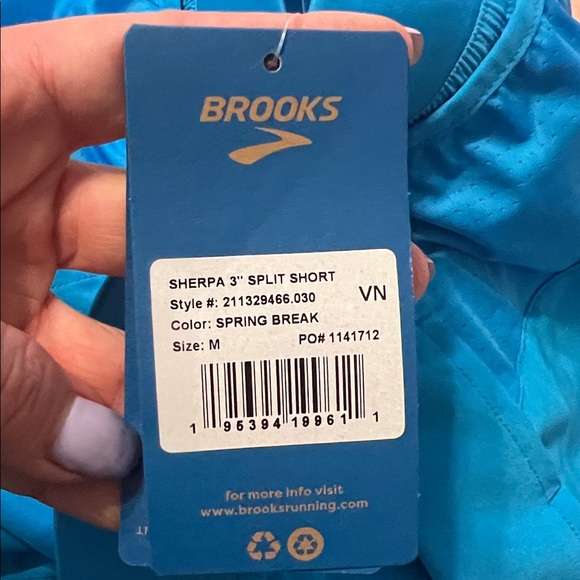 BROOKS
SHERPA 3" SPLIT SHORT
Style #: 211329466.030
VN
Color: SPRING BREAK
Size: M PO# 1141712
1 95394 19961 1
for more info visit
www.brooksrunning.com